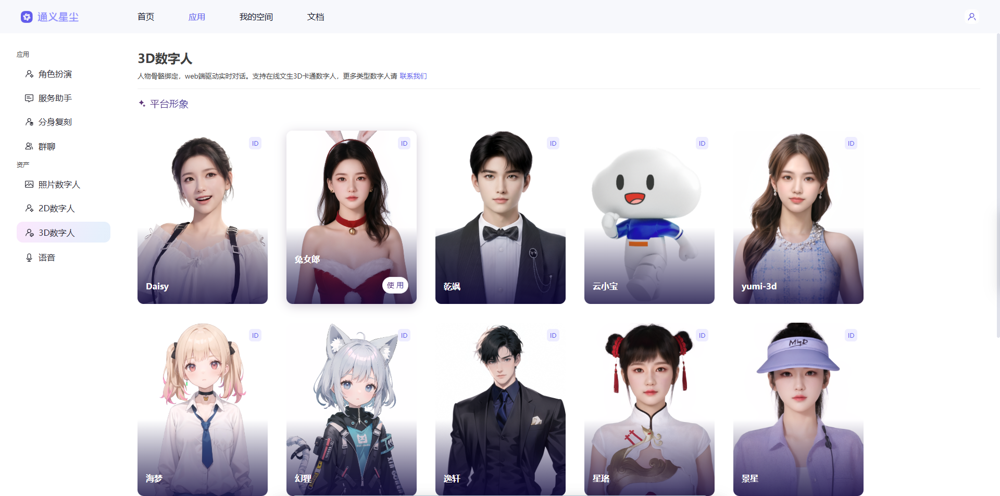 通义星尘
首页
应用
我的空间
文档
应用
角色扮演
服务助手
分身复刻
群聊
资产
照片数字人
2D数字人
3D数字人
语音
3D数字人
人物骨骼绑定，web端驱动实时对话。支持在线文生3D卡通数字人，更多类型数字人请 联系我们
平台形象
ID
ID
ID
ID
ID
Daisy
兔女郎
使 用
乾飒
云小宝
yumi-3d
ID
ID
ID
ID
ID
海梦
幻狸
逸轩
星珞
景星